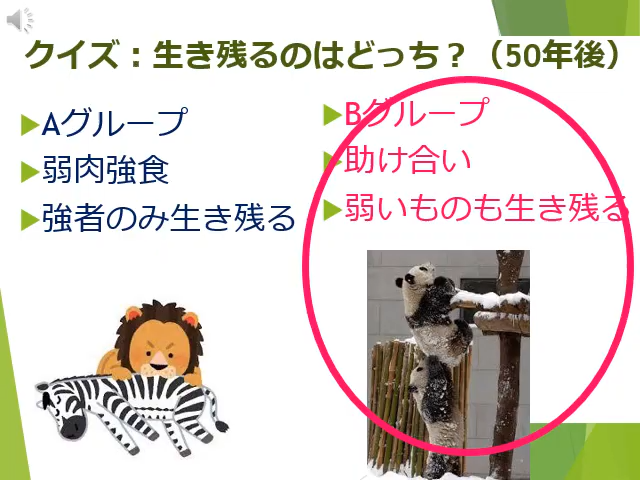 クイズ：生き残るのはどっち？（50年後）
Aグループ
弱肉強食
強者のみ生き残る
Bグループ
助け合い
弱いものも生き残る